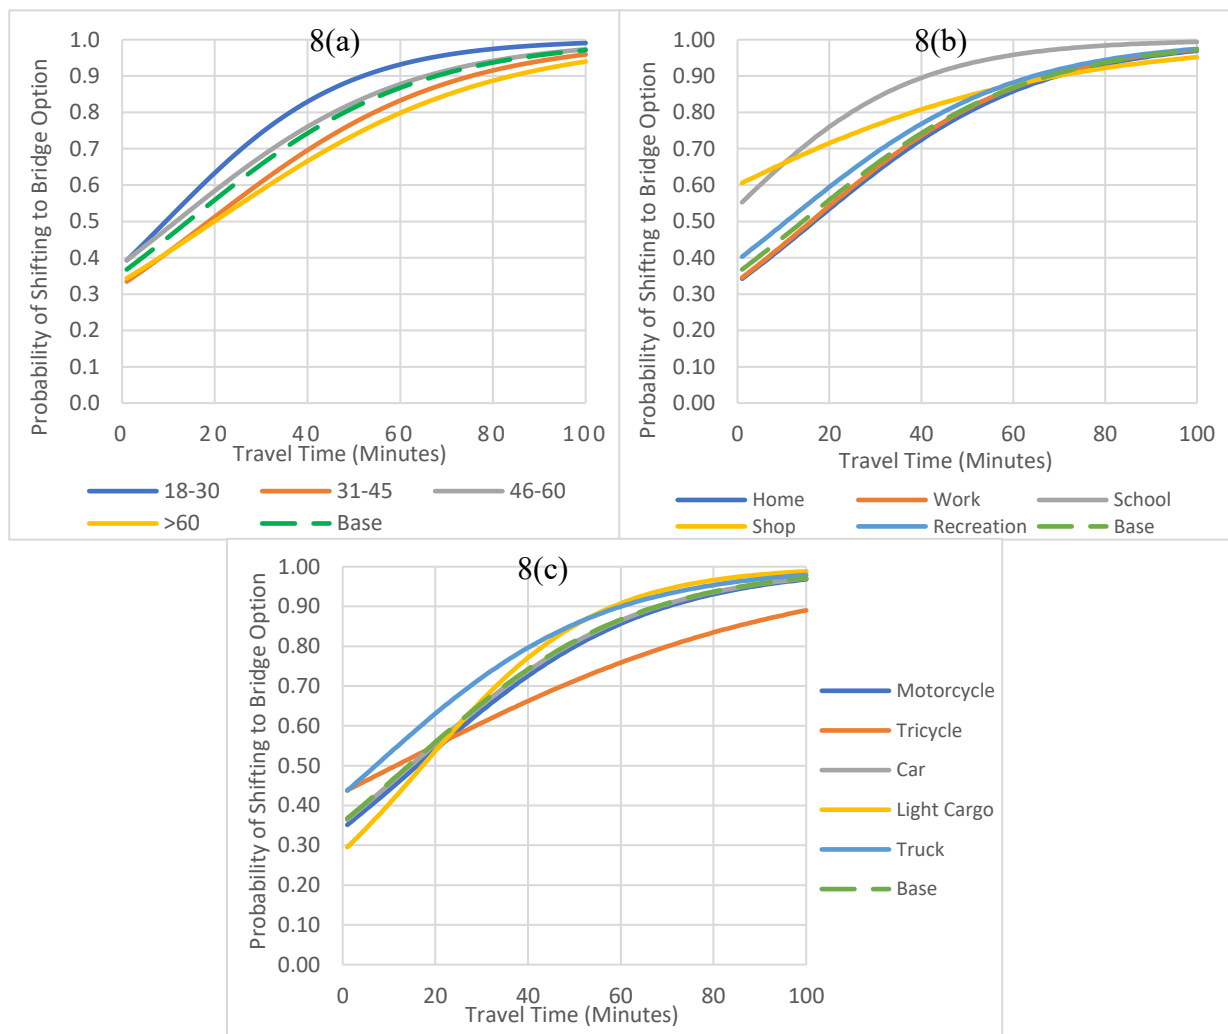 8(a)
Probability of Shifting to Bridge Option
1.0
0.9
0.8
0.7
0.6
0.5
0.4
0.3
0.2
0.1
0.0
0 20 40 60 80 100
Travel Time (Minutes)
18-30 31-45 46-60
>60 Base
8(b)
Probability of Shifting to Bridge Option
1.00
0.90
0.80
0.70
0.60
0.50
0.40
0.30
0.20
0.10
0.00
0 20 40 60 80 100
Travel Time (Minutes)
Home Work School
Shop Recreation Base
8(c)
Probability of Shifting to Bridge Option
1.00
0.90
0.80
0.70
0.60
0.50
0.40
0.30
0.20
0.10
0.00
0 20 40 60 80 100
Travel Time (Minutes)
Motorcycle
Tricycle
Car
Light Cargo
Truck
Base